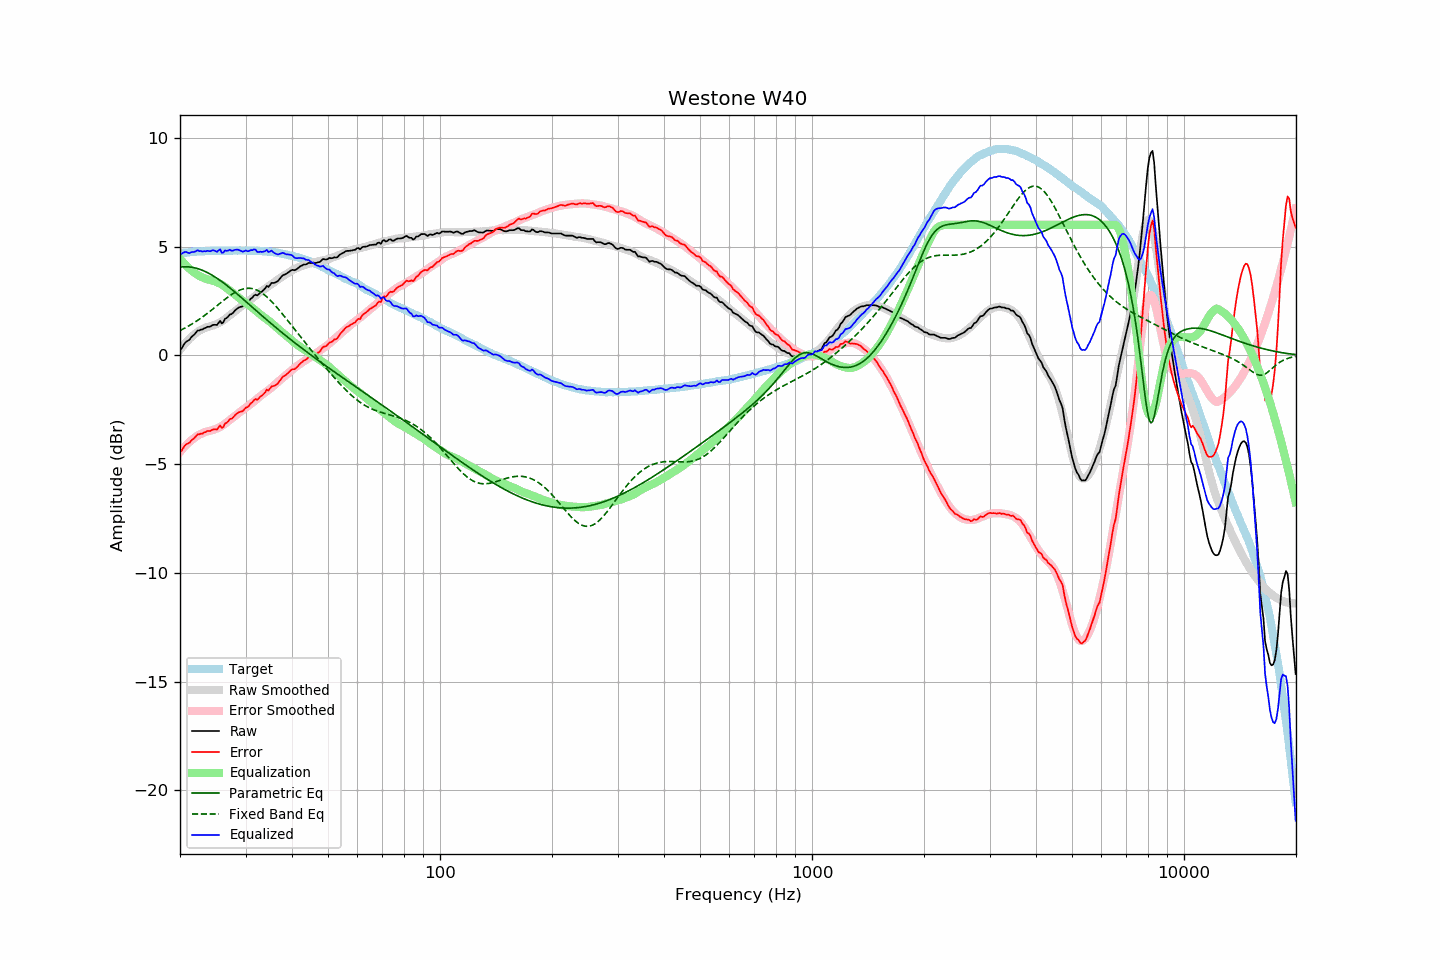 Westone W40
10
5
0
−5
−10
−15
−20
Amplitude (dBr)
Target
Raw Smoothed
Error Smoothed
Raw
Error
Equalization
Parametric Eq
Fixed Band Eq
Equalized
100
1000
10000
Frequency (Hz)